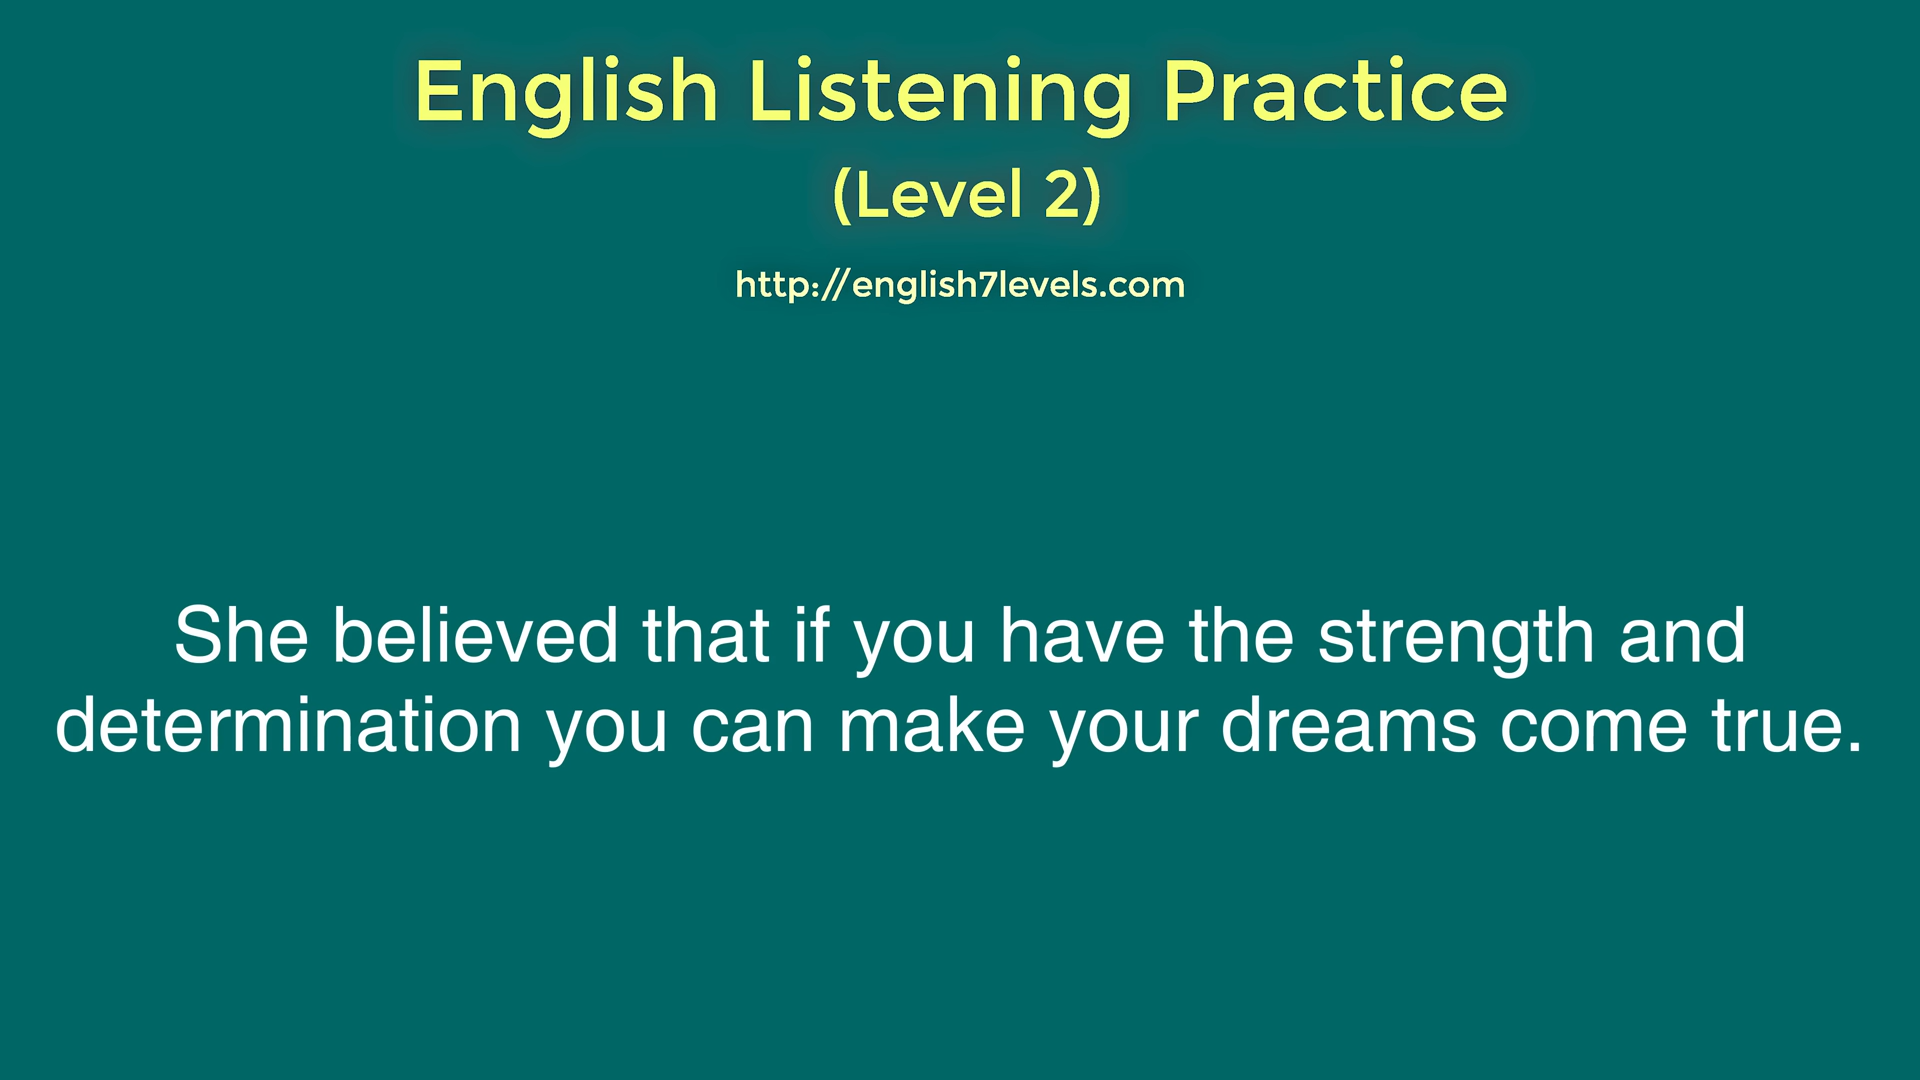 English Listening Practice
(Level 2)
http://english7levels.com
She believed that if you have the strength and
determination you can make your dreams come true.